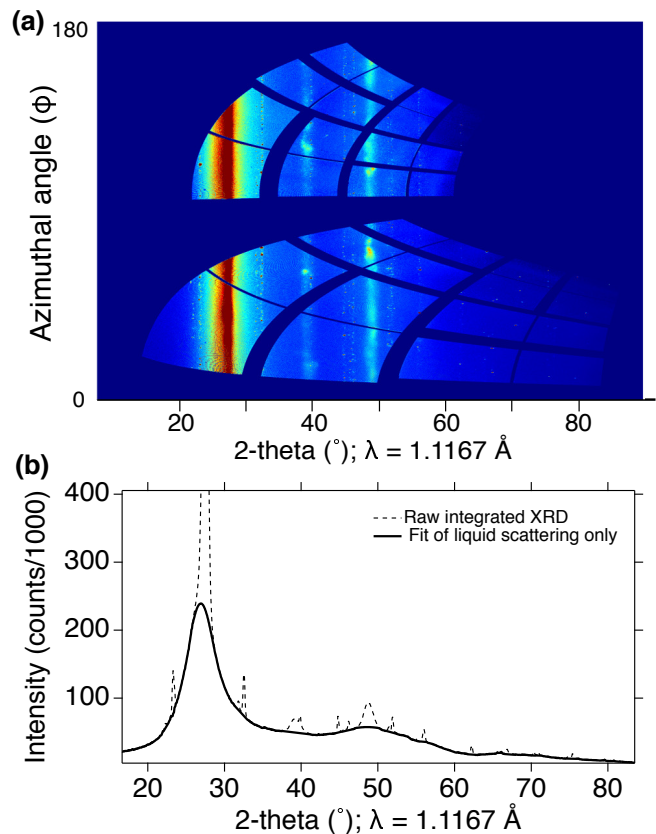 (a)
180
Azimuthal angle (ϕ)
0
20 40 60 80
2-theta (˚); λ = 1.1167 Å
(b)
400
300
200
100
Intensity (counts/1000)
Raw integrated XRD
Fit of liquid scattering only
20 30 40 50 60 70 80
2-theta (˚); λ = 1.1167 Å